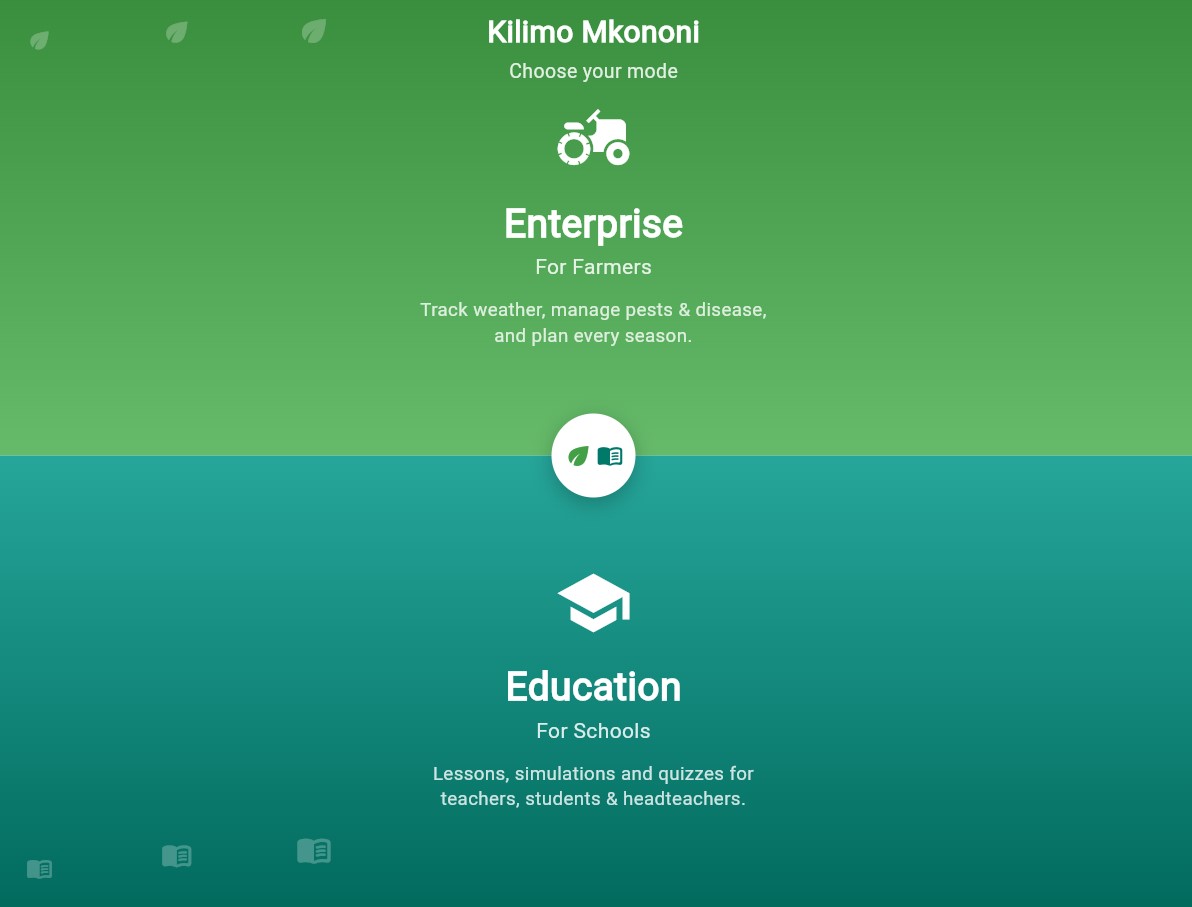 Kilimo Mkononi
Choose your mode
Enterprise
For Farmers
Track weather, manage pests & disease,
and plan every season.
Education
For Schools
Lessons, simulations and quizzes for
teachers, students & headteachers.